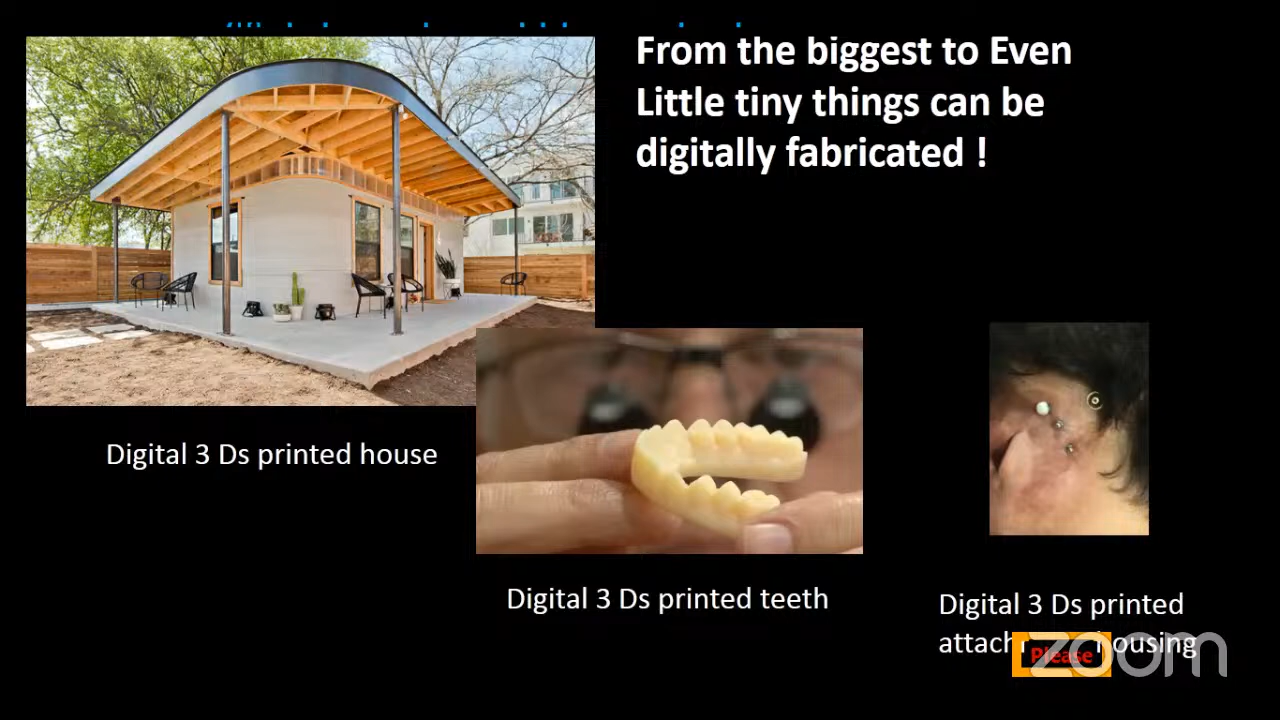 From the biggest to Even
Little tiny things can be
digitally fabricated !
Digital 3 Ds printed house
Digital 3 Ds printed teeth
Digital 3 Ds printed
housing
Please
zoom